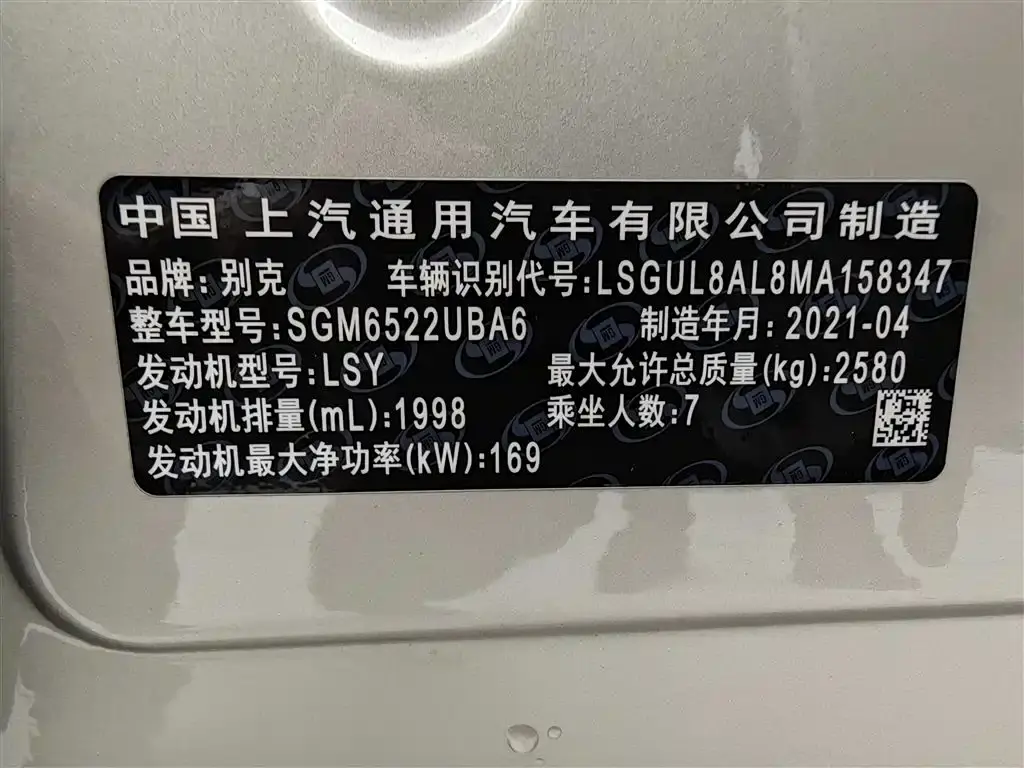 中国 上汽通用汽车有限公司制造
品牌:别克 车辆识别代号:LSGUL8AL8MA158347
整车型号:SGM6522UBA6 制造年月:2021-04
发动机型号:LSY 最大允许总质量(kg):2580
发动机排量(mL):1998 乘坐人数:7
发动机最大净功率(kW):169